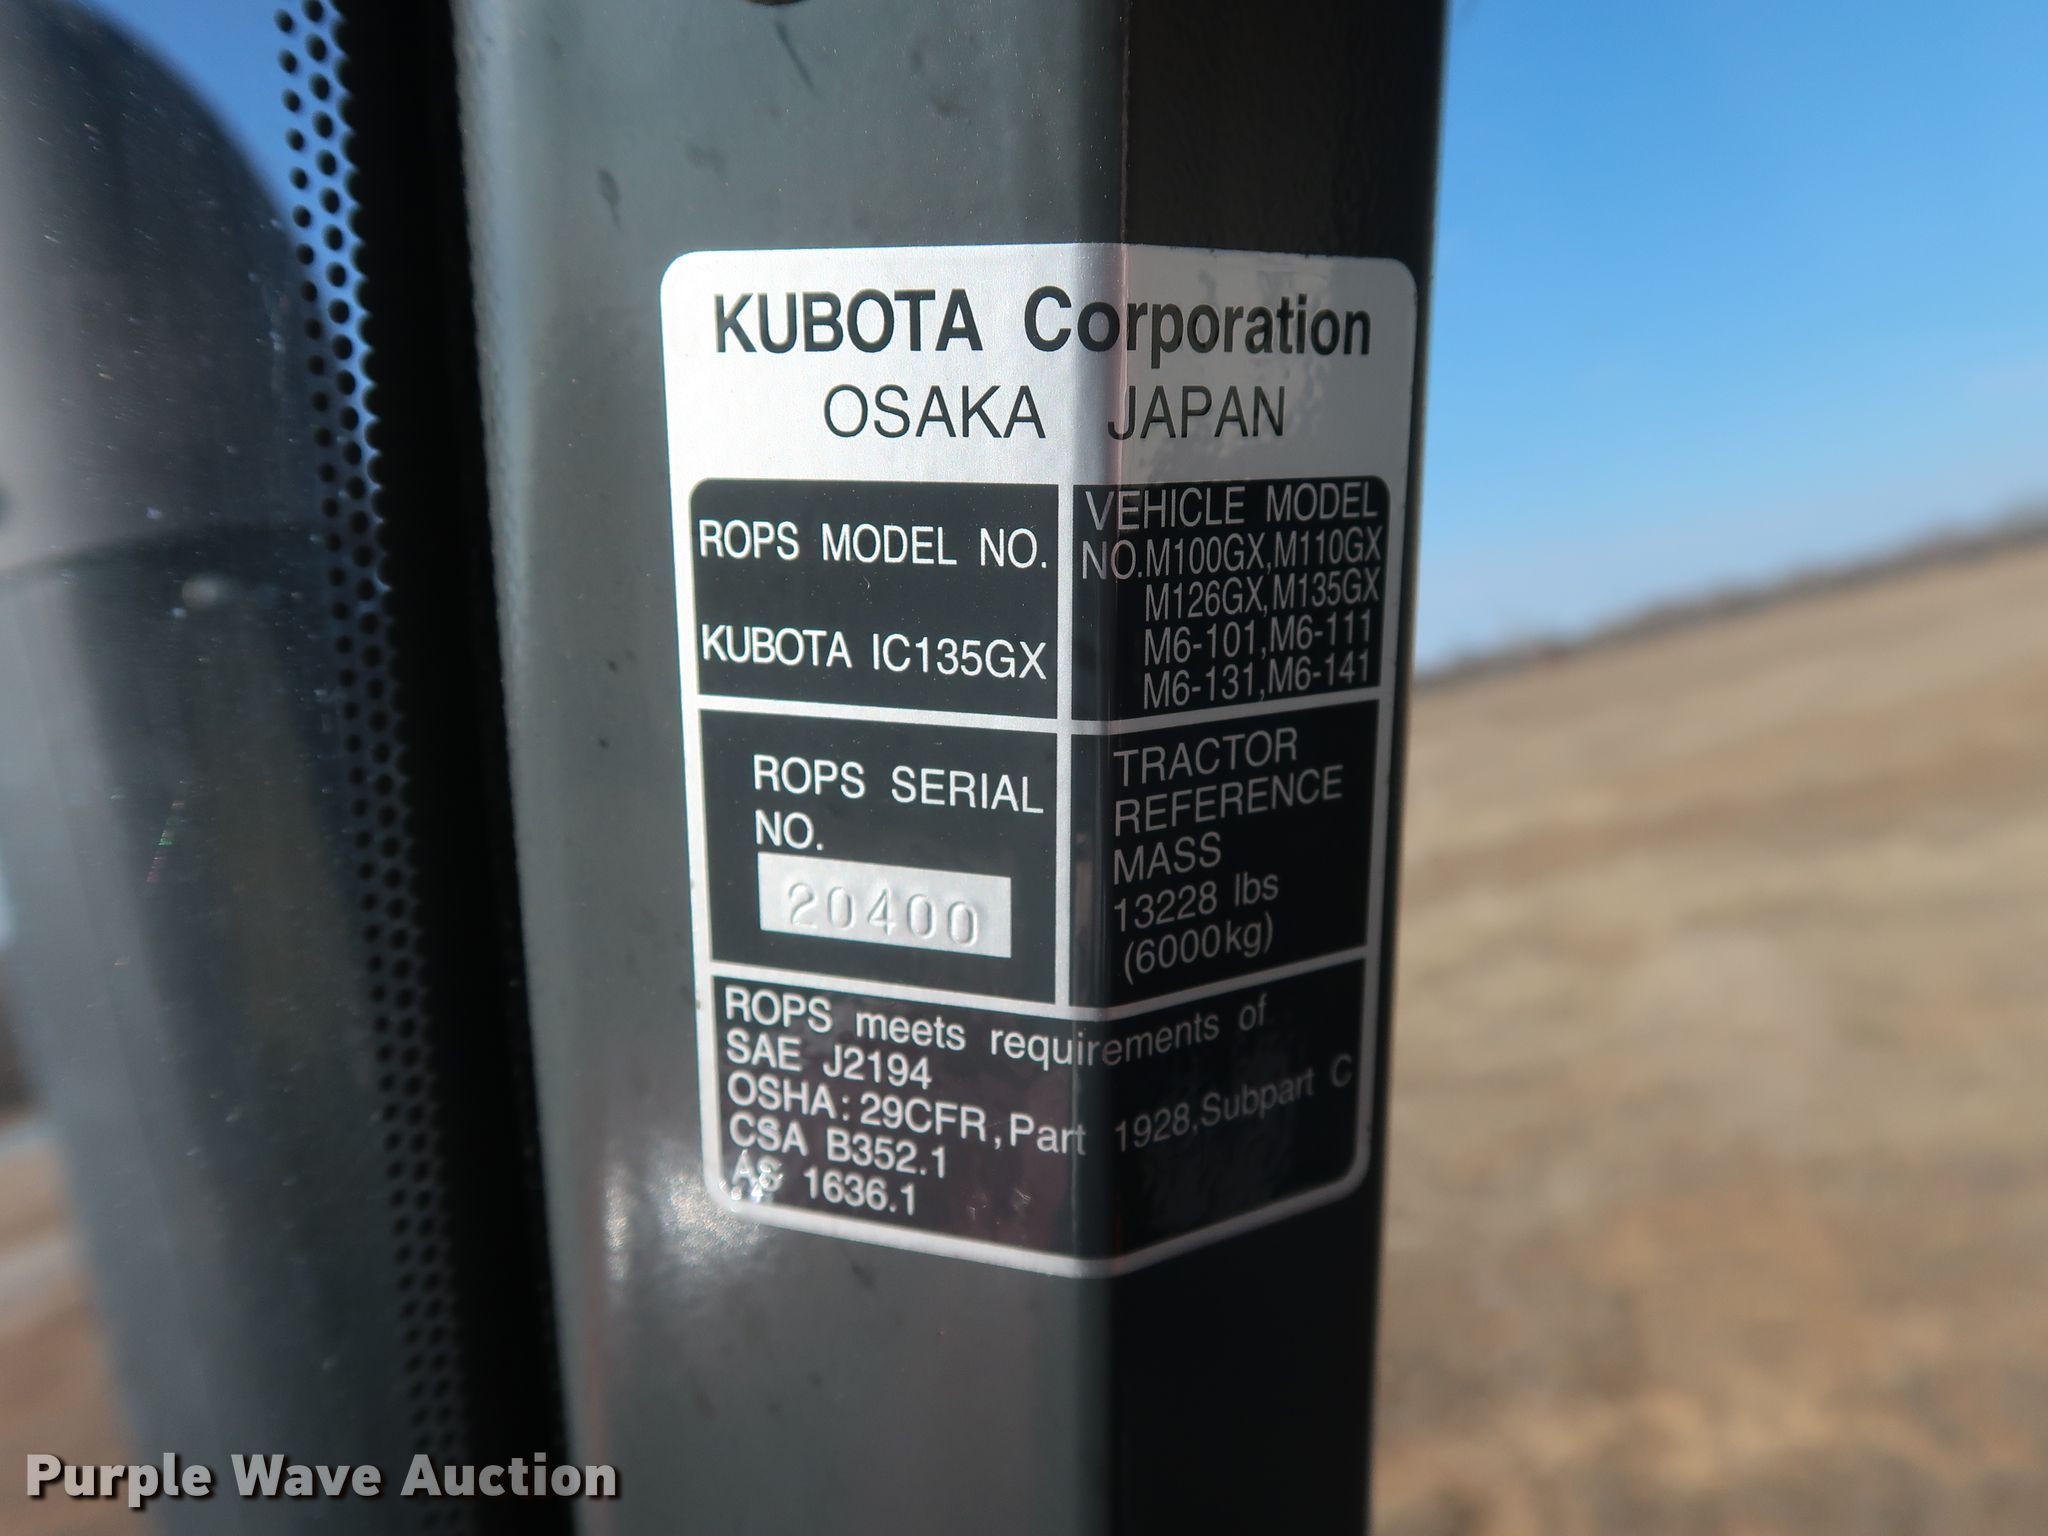 KUBOTA Corporation
OSAKA JAPAN
ROPS MODEL NO.
KUBOTA IC135GX
VEHICLE MODEL
NO.M100GX,M110GX
M126GX,M135GX
M6-101,M6-111
M6-131,M6-141
ROPS SERIAL
NO.
20400
TRACTOR
REFERENCE
MASS
13228 lbs
(6000kg)
ROPS meets requirements of
SAE J2194
OSHA: 29CFR, Part 1928,Subpart C
CSA B352.1
AS 1636.1
Purple Wave Auction